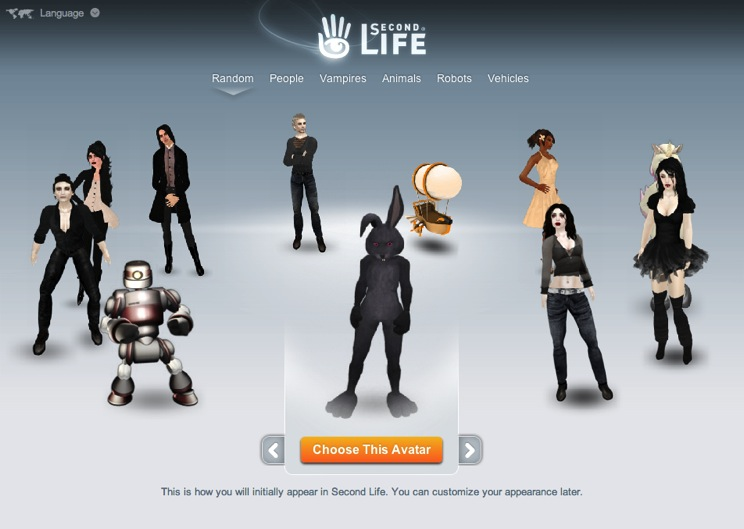 Language
SECOND
LIFE
Random People Vampires Animals Robots Vehicles
Choose This Avatar
This is how you will initially appear in Second Life. You can customize your appearance later.